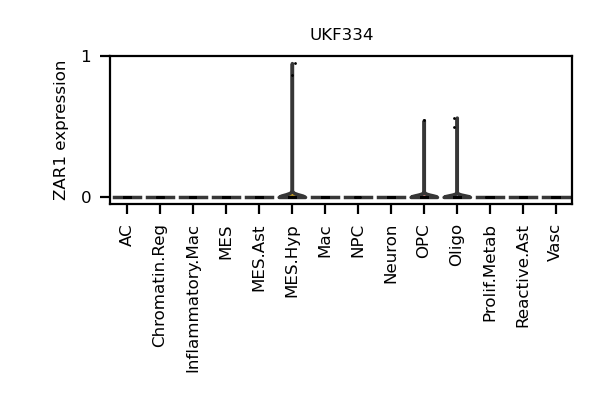 UKF334
1
ZAR1 expression
0
AC
Chromatin.Reg
Inflammatory.Mac
MES
MES.Ast
MES.Hyp
Mac
NPC
Neuron
OPC
Oligo
Prolif.Metab
Reactive.Ast
Vasc